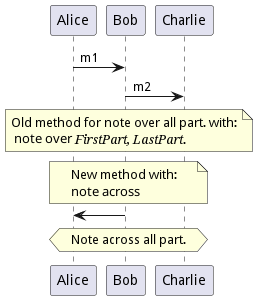 Alice Bob Charlie
m1
m2
Old method for note over all part. with:
note over FirstPart, LastPart.
New method with:
note across
Note across all part.
Alice Bob Charlie